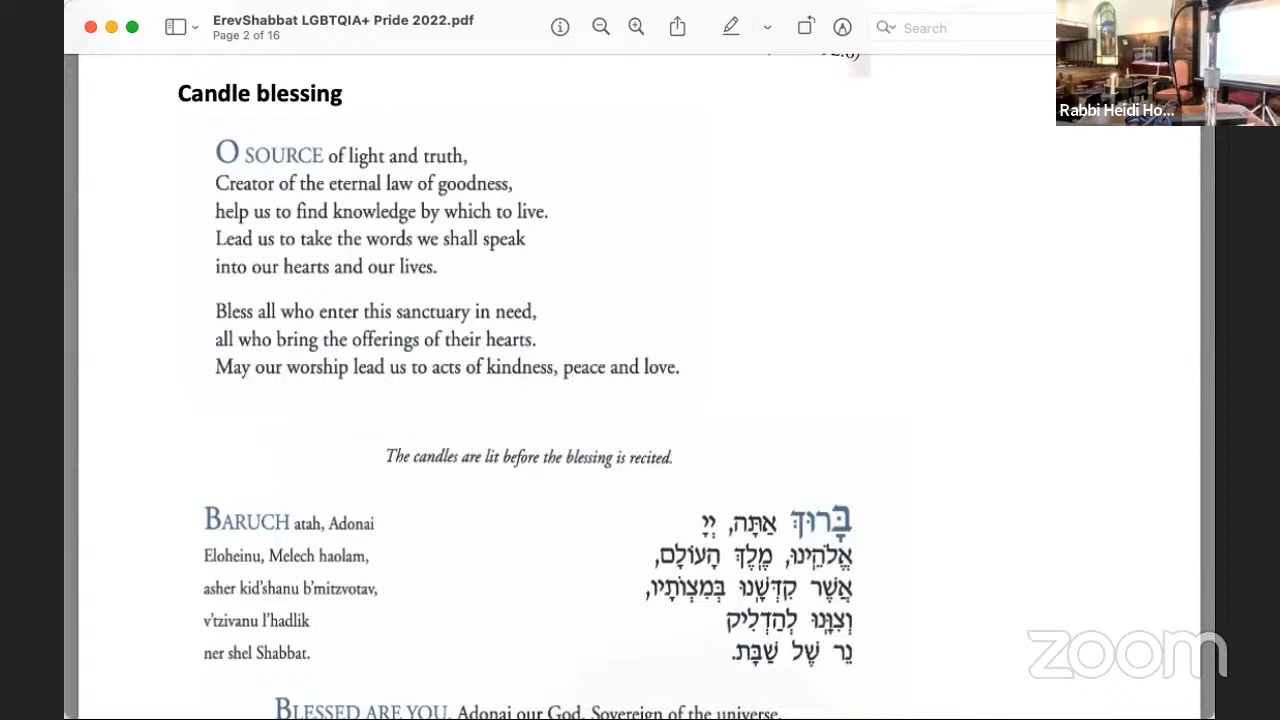 ErevShabbat LGBTQIA+ Pride 2022.pdf
Page 2 of 16
Search
Rabbi Heidi Ho...
Candle blessing
O SOURCE of light and truth,
Creator of the eternal law of goodness,
help us to find knowledge by which to live.
Lead us to take the words we shall speak
into our hearts and our lives.
Bless all who enter this sanctuary in need,
all who bring the offerings of their hearts.
May our worship lead us to acts of kindness, peace and love.
The candles are lit before the blessing is recited.
BARUCH atah, Adonai
Eloheinu, Melech haolam,
asher kid'shanu b'mitzvotav,
v'tzivanu l'hadlik
ner shel Shabbat.
בָּרוּךְ אַתָּה, יְיָ
אֱלֹהֵינוּ, מֶלֶךְ הָעוֹלָם,
אֲשֶׁר קִדְּשָׁנוּ בְּמִצְוֹתָיו,
וְצִוָּנוּ לְהַדְלִיק
נֵר שֶׁל שַׁבָּת.
BLESSED ARE YOU, Adonai our God, Sovereign of the universe,
zoom